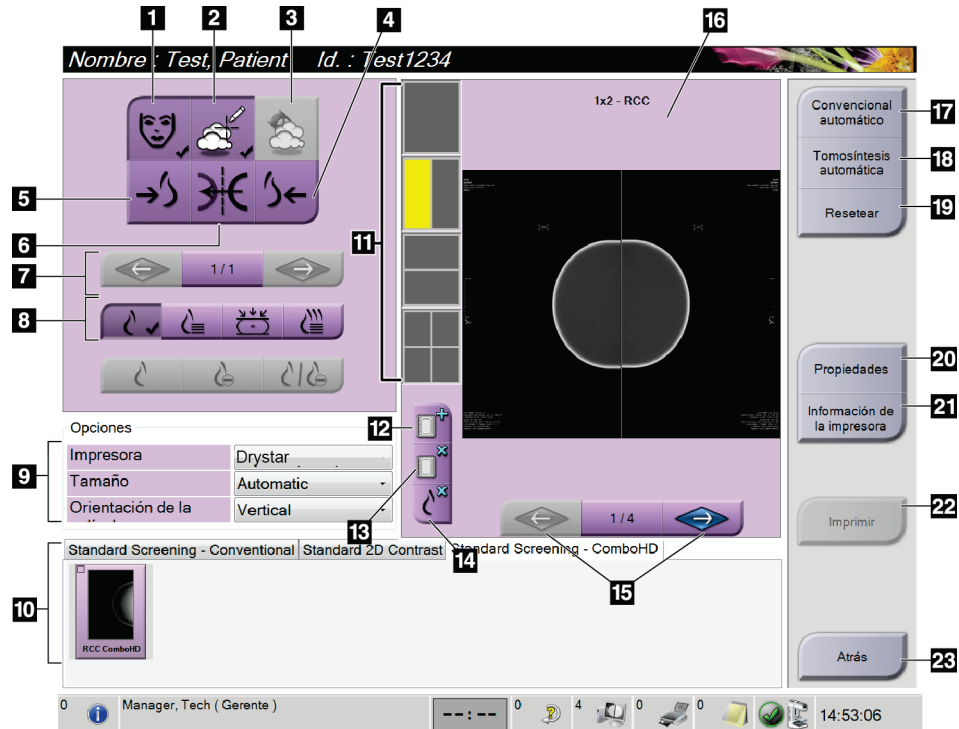 1 2 3 4 16
Nombre : Test, Patient Id. : Test1234
1x2 - RCC
Convencional automático
17
Tomosíntesis automática
18
Resetear
19
5
6
7
1 / 1
11
8
Propiedades
20
Información de la impresora
21
Opciones
12
9
Impresora
Drystar
Tamaño
Automatic
Orientación de la
Vertical
13
14
1 / 4
15
Imprimir
22
Standard Screening - Conventional
Standard 2D Contrast
Standard Screening - ComboHD
10
RCC ComboHD
Atrás
23
0
Manager, Tech ( Gerente )
--:--
0
4
0
0
14:53:06